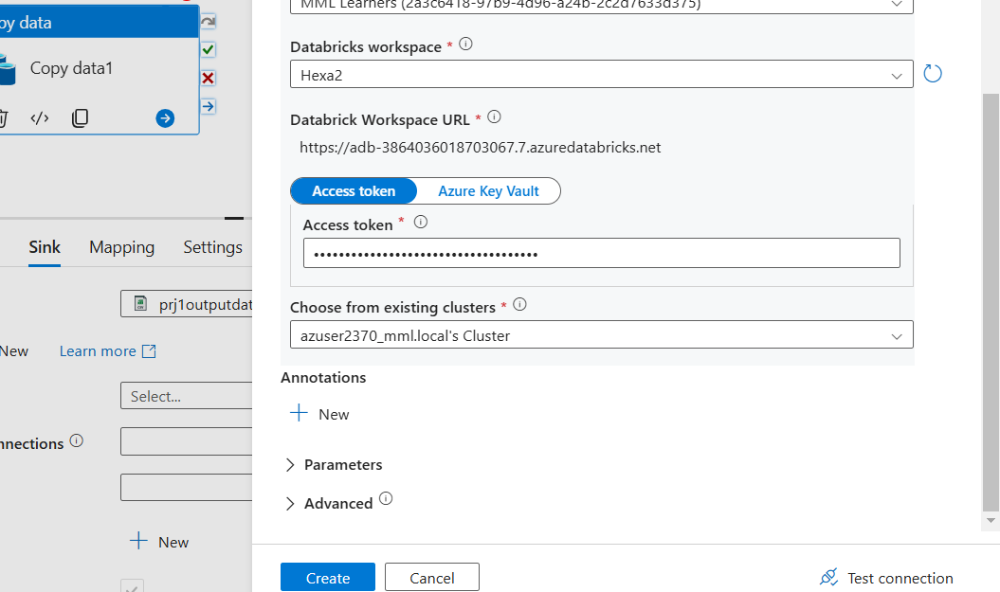 MML Learners (2a3c6418-97b9-4d96-a24b-2c2d7633d375)
py data
Copy data1
Databricks workspace *
Hexa2
Databrick Workspace URL *
https://adb-3864036018703067.7.azuredatabricks.net
Access token Azure Key Vault
Access token *
••••••••••••••••••••••••••••••••••••
Choose from existing clusters *
azuser2370_mml.local's Cluster
Annotations
New
Parameters
Advanced
Create Cancel Test connection
Sink Mapping Settings
prj1outputdat
New Learn more
Select...
nnections
New